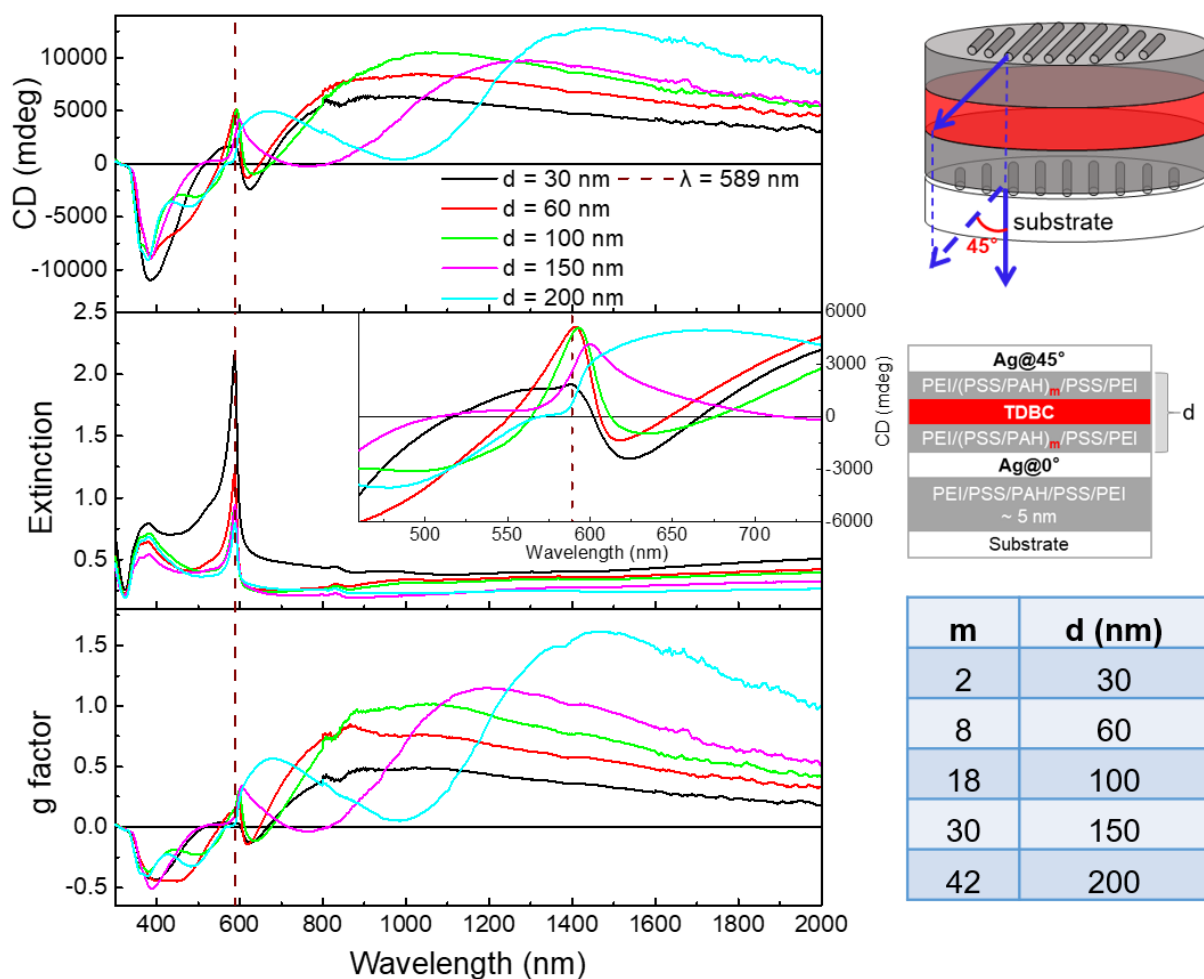 10000
5000
0
-5000
-10000
CD (mdeg)
d = 30 nm
λ = 589 nm
d = 60 nm
d = 100 nm
d = 150 nm
d = 200 nm
2.5
2.0
1.5
1.0
0.5
Extinction
6000
3000
0
-3000
-6000
CD (mdeg)
500 550 600 650 700
Wavelength (nm)
1.5
1.0
0.5
0.0
-0.5
g factor
400 600 800 1000 1200 1400 1600 1800 2000
Wavelength (nm)
substrate
45°
Ag@45°
PEI/(PSS/PAH)m/PSS/PEI
TDBC
PEI/(PSS/PAH)m/PSS/PEI
d
Ag@0°
PEI/PSS/PAH/PSS/PEI
~ 5 nm
Substrate
m d (nm)
2 30
8 60
18 100
30 150
42 200